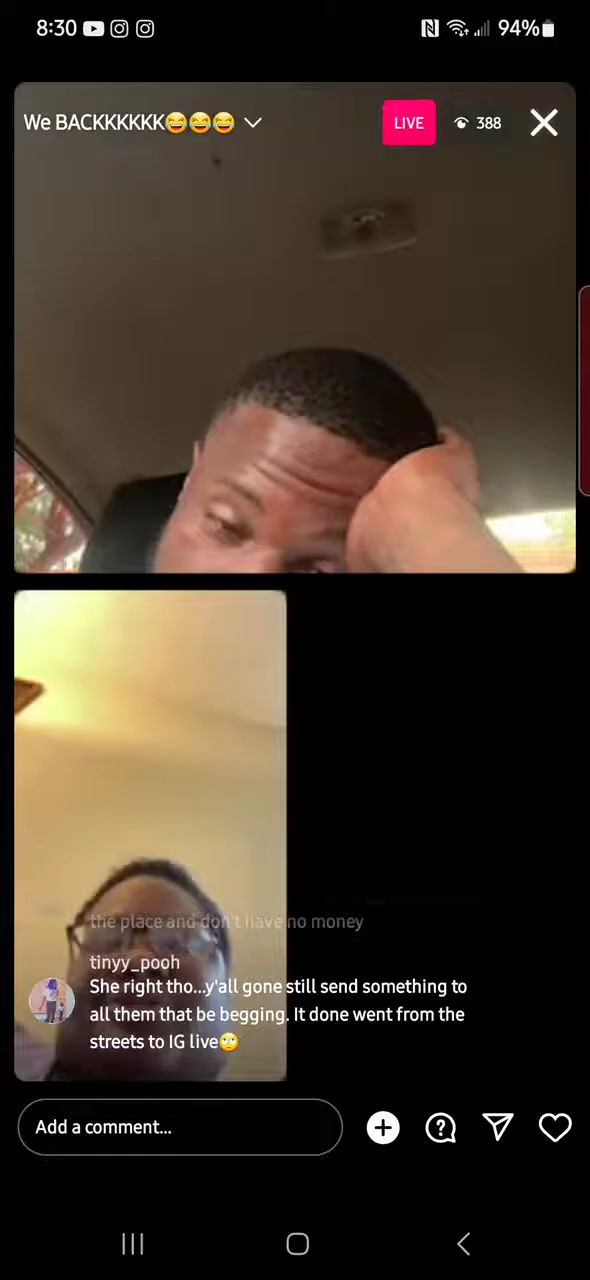 8:30 94%
We BACKKKKKK😂😂😂
LIVE 388
the place and don't have no money
tinyy_pooh
She right tho...y'all gone still send something to
all them that be begging. It done went from the
streets to IG live🙄
Add a comment...